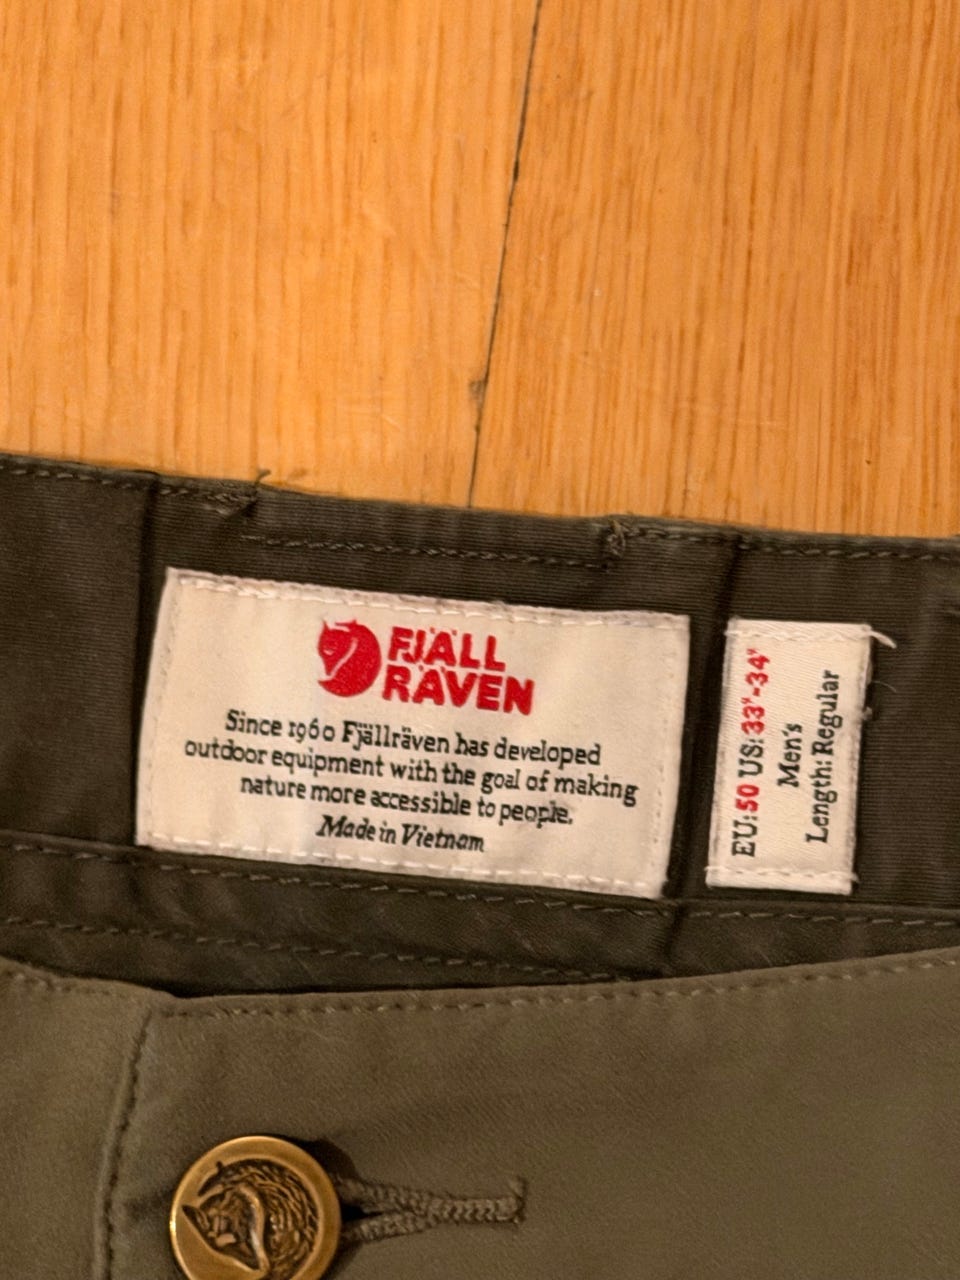 FJÄLL
RÄVEN
Since 1960 Fjällräven has developed
outdoor equipment with the goal of making
nature more accessible to people.
Made in Vietnam
EU:50 US:33"-34"
Men's
Length: Regular